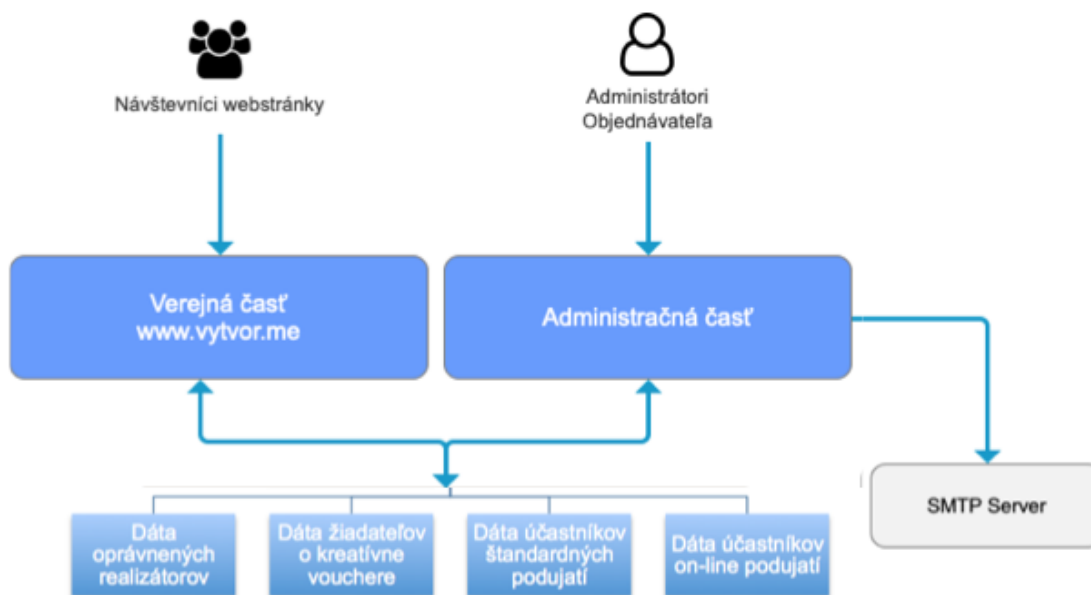 Návštevníci webstránky
Administrátori
Objednávateľa
Verejná časť
www.vytvor.me
Administračná časť
SMTP Server
Dáta
oprávnených
realizátorov
Dáta žiadateľov
o kreatívne
vouchere
Dáta účastníkov
štandardných
podujatí
Dáta účastníkov
on-line podujatí